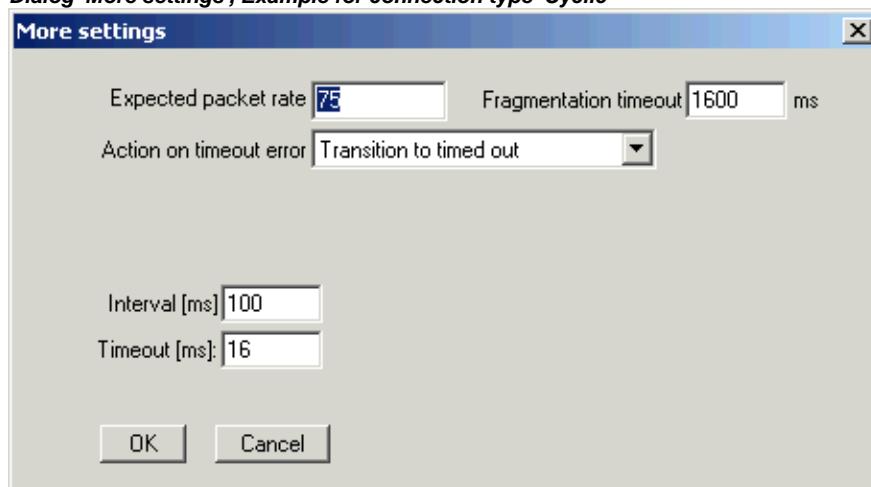 Dialog 'More settings', Example for connection type 'Cyclic'
More settings
Expected packet rate 75 Fragmentation timeout 1600 ms
Action on timeout error Transition to timed out
Interval [ms] 100
Timeout [ms]: 16
OK Cancel